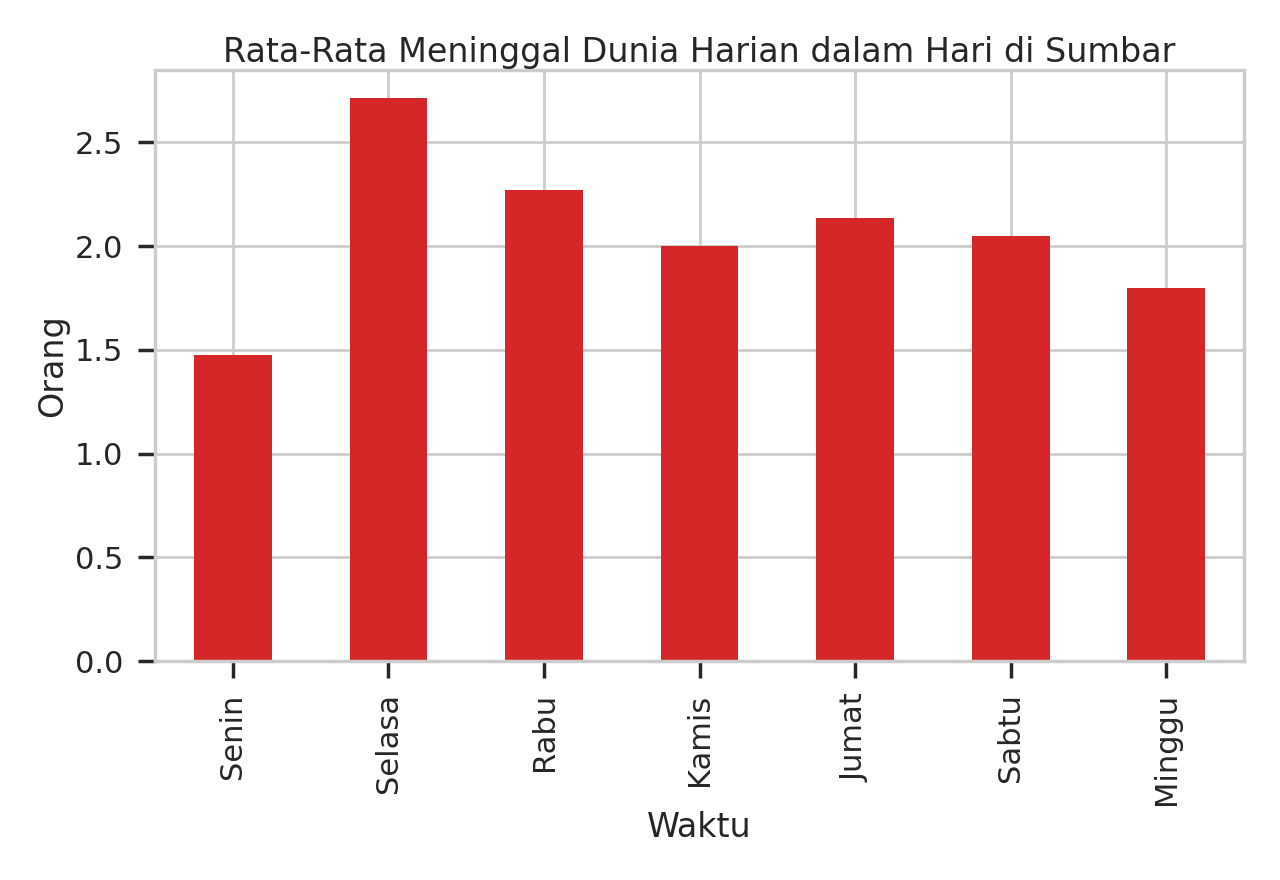 Rata-Rata Meninggal Dunia Harian dalam Hari di Sumbar
2.5
2.0
1.5
1.0
0.5
0.0
Orang
Senin
Selasa
Rabu
Kamis
Jumat
Sabtu
Minggu
Waktu